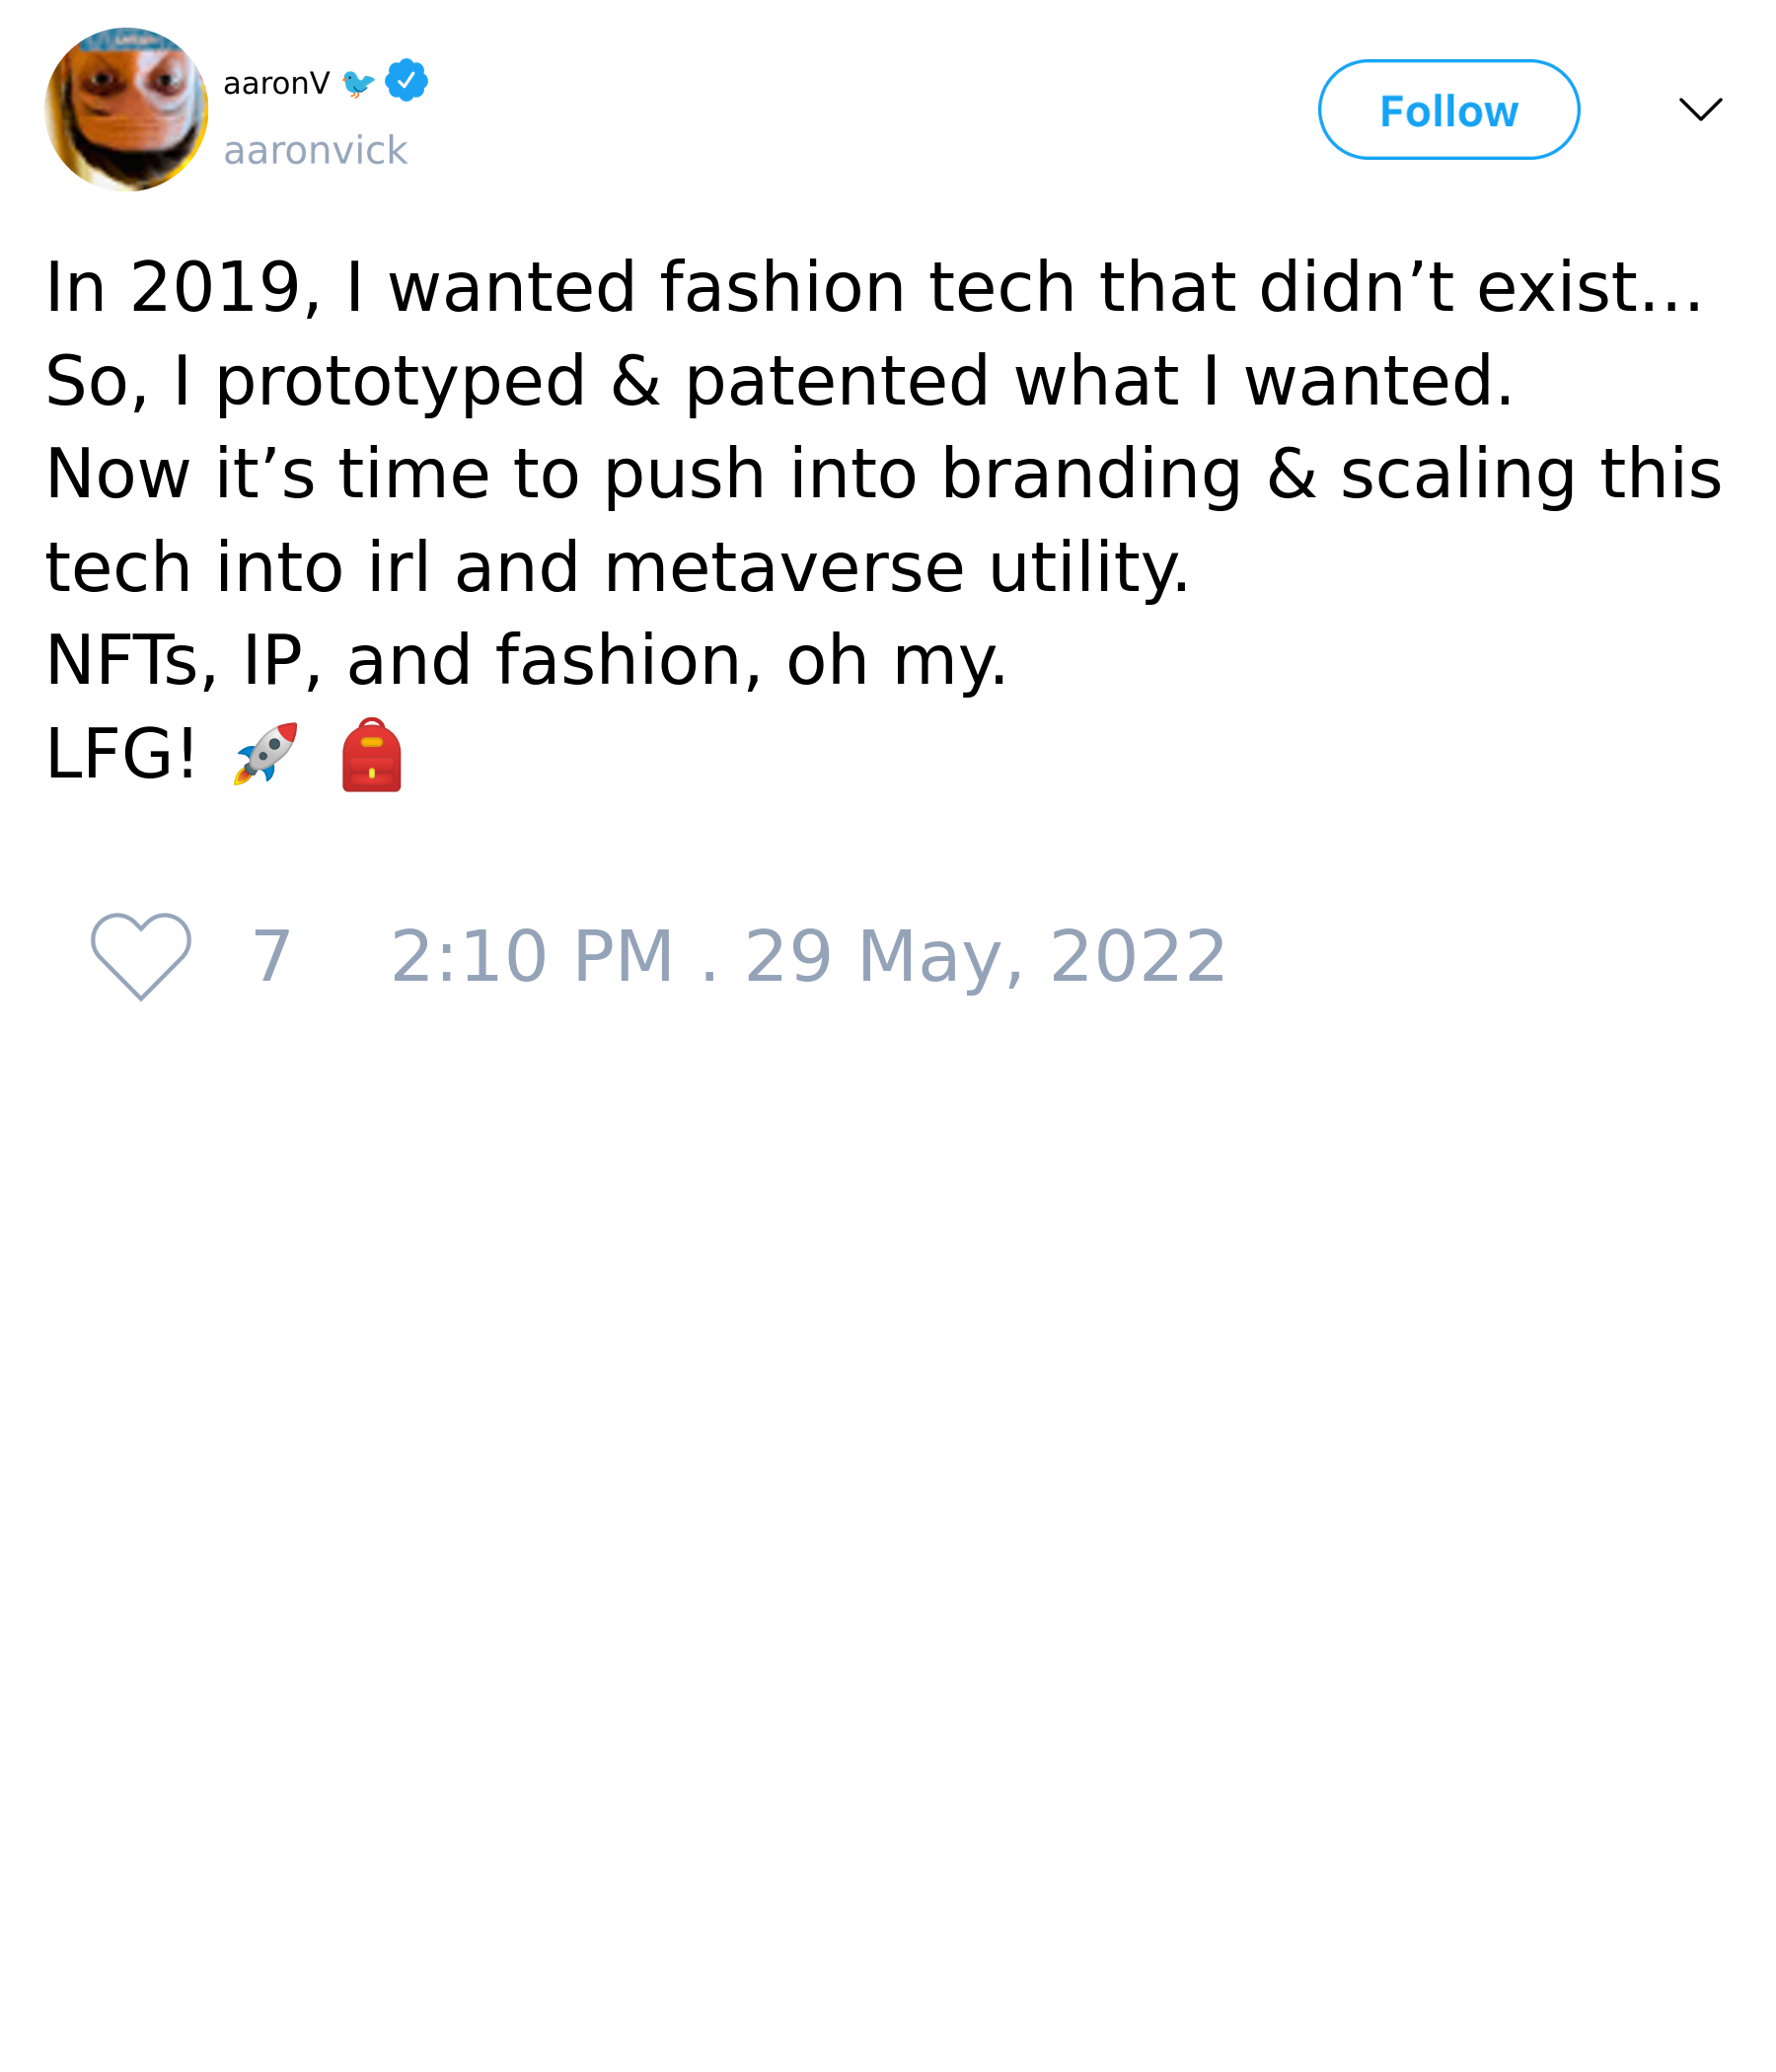 aaronV 🐦
aaronvick
Follow
In 2019, I wanted fashion tech that didn’t exist…
So, I prototyped & patented what I wanted.
Now it’s time to push into branding & scaling this
tech into irl and metaverse utility.
NFTs, IP, and fashion, oh my.
LFG! 🚀 🎒
7 2:10 PM . 29 May, 2022